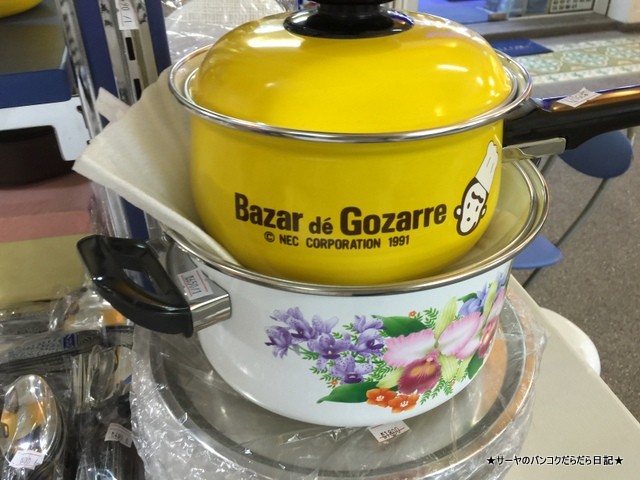 Bazar dé Gozarre
© NEC CORPORATION 1991
★サーヤのバンコクだらだら日記★